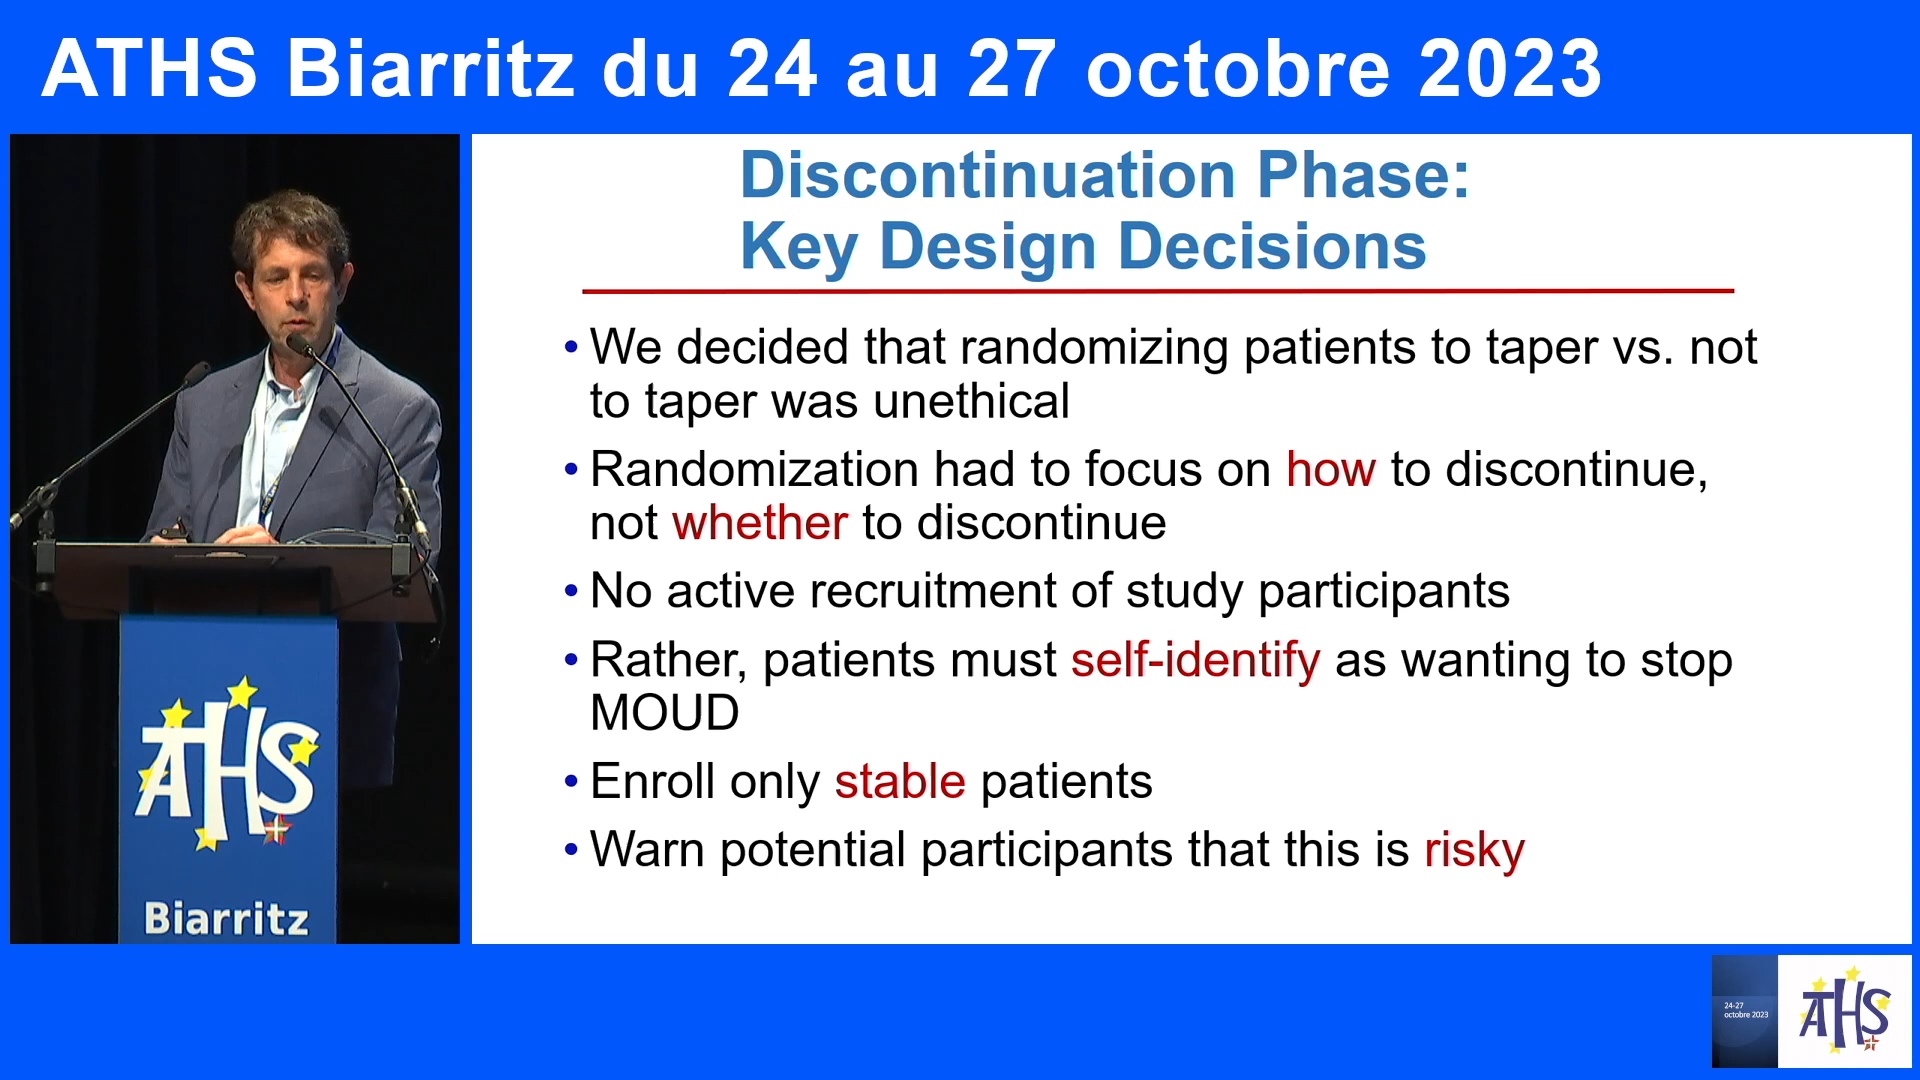 ATHS Biarritz du 24 au 27 octobre 2023
Discontinuation Phase:
Key Design Decisions
• We decided that randomizing patients to taper vs. not
to taper was unethical
• Randomization had to focus on how to discontinue,
not whether to discontinue
• No active recruitment of study participants
• Rather, patients must self-identify as wanting to stop
MOUD
• Enroll only stable patients
• Warn potential participants that this is risky
ATHS
Biarritz
24-27
octobre 2023
ATHS